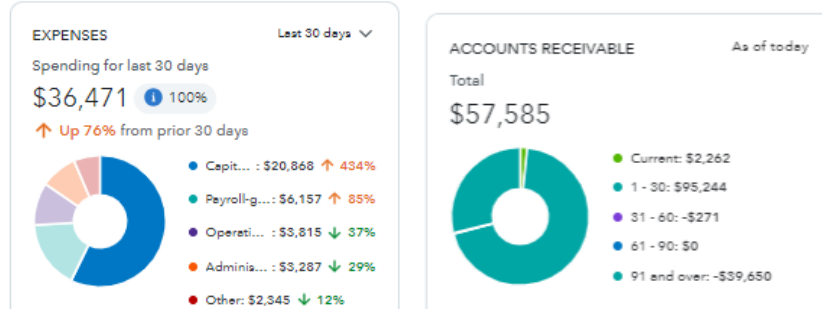 EXPENSES
Last 30 days
Spending for last 30 days
$36,471
100%
Up 76% from prior 30 days
Capit... : $20,868 ↑ 434%
Payroll-g...: $6,157 ↑ 85%
Operati... : $3,815 ↓ 37%
Adminis... : $3,287 ↓ 29%
Other: $2,345 ↓ 12%
ACCOUNTS RECEIVABLE
As of today
Total
$57,585
Current: $2,262
1 - 30: $95,244
31 - 60: -$271
61 - 90: $0
91 and over: -$39,650